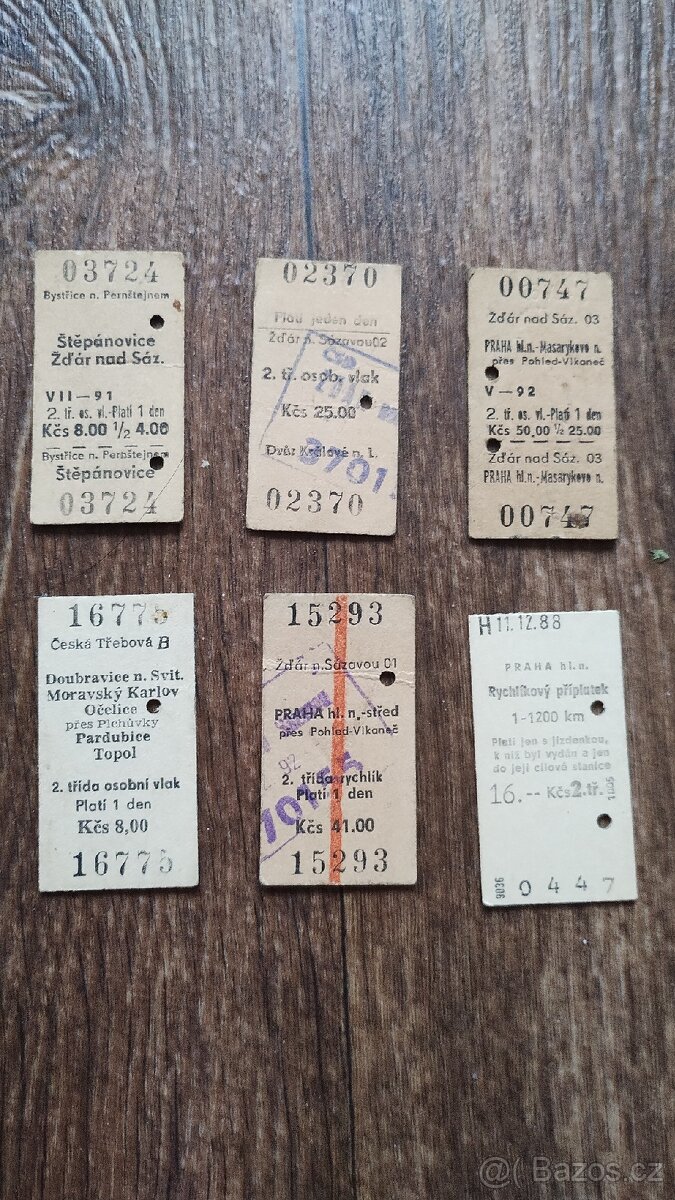 03724
Bystřice n. Pernštejnem
Štěpánovice
Žďár nad Sáz.
VII—91
2. tř. os. vl.-Platí 1 den
Kčs 8.00 ½ 4.00
Bystřice n. Pernštejnem
Štěpánovice
03724
02370
Platí jeden den
Žďár n. Sázavou 02
2. tř. osob. vlak
Kčs 25.00
Dvůr Králové n. L.
3701
02370
00747
Žďár nad Sáz. 03
PRAHA hl.n.-Masarykovo n.
přes Pohled-Vlkaneč
V—92
2. tř. os. vl.-Platí 1 den
Kčs 50,00 ½ 25.00
Žďár nad Sáz. 03
PRAHA hl.n.-Masarykovo n.
00747
16775
Česká Třebová B
Doubravice n. Svit.
Moravský Karlov
Očelice
přes Plchůvky
Pardubice
Topol
2. třída osobní vlak
Platí 1 den
Kčs 8,00
16775
15293
Žďár n. Sázavou 01
PRAHA hl. n.-střed
přes Pohled-Vlkaneč
92
2. třída rychlík
Platí 1 den
70155
Kčs 41.00
15293
H 11.12.88
PRAHA hl.n.
Rychlíkový příplatek
1-1200 km
Platí jen s jízdenkou,
k níž byl vydán a jen
do její cílové stanice
16.-- Kčs 2.tř.
9036
0447
@( Bazos.cz